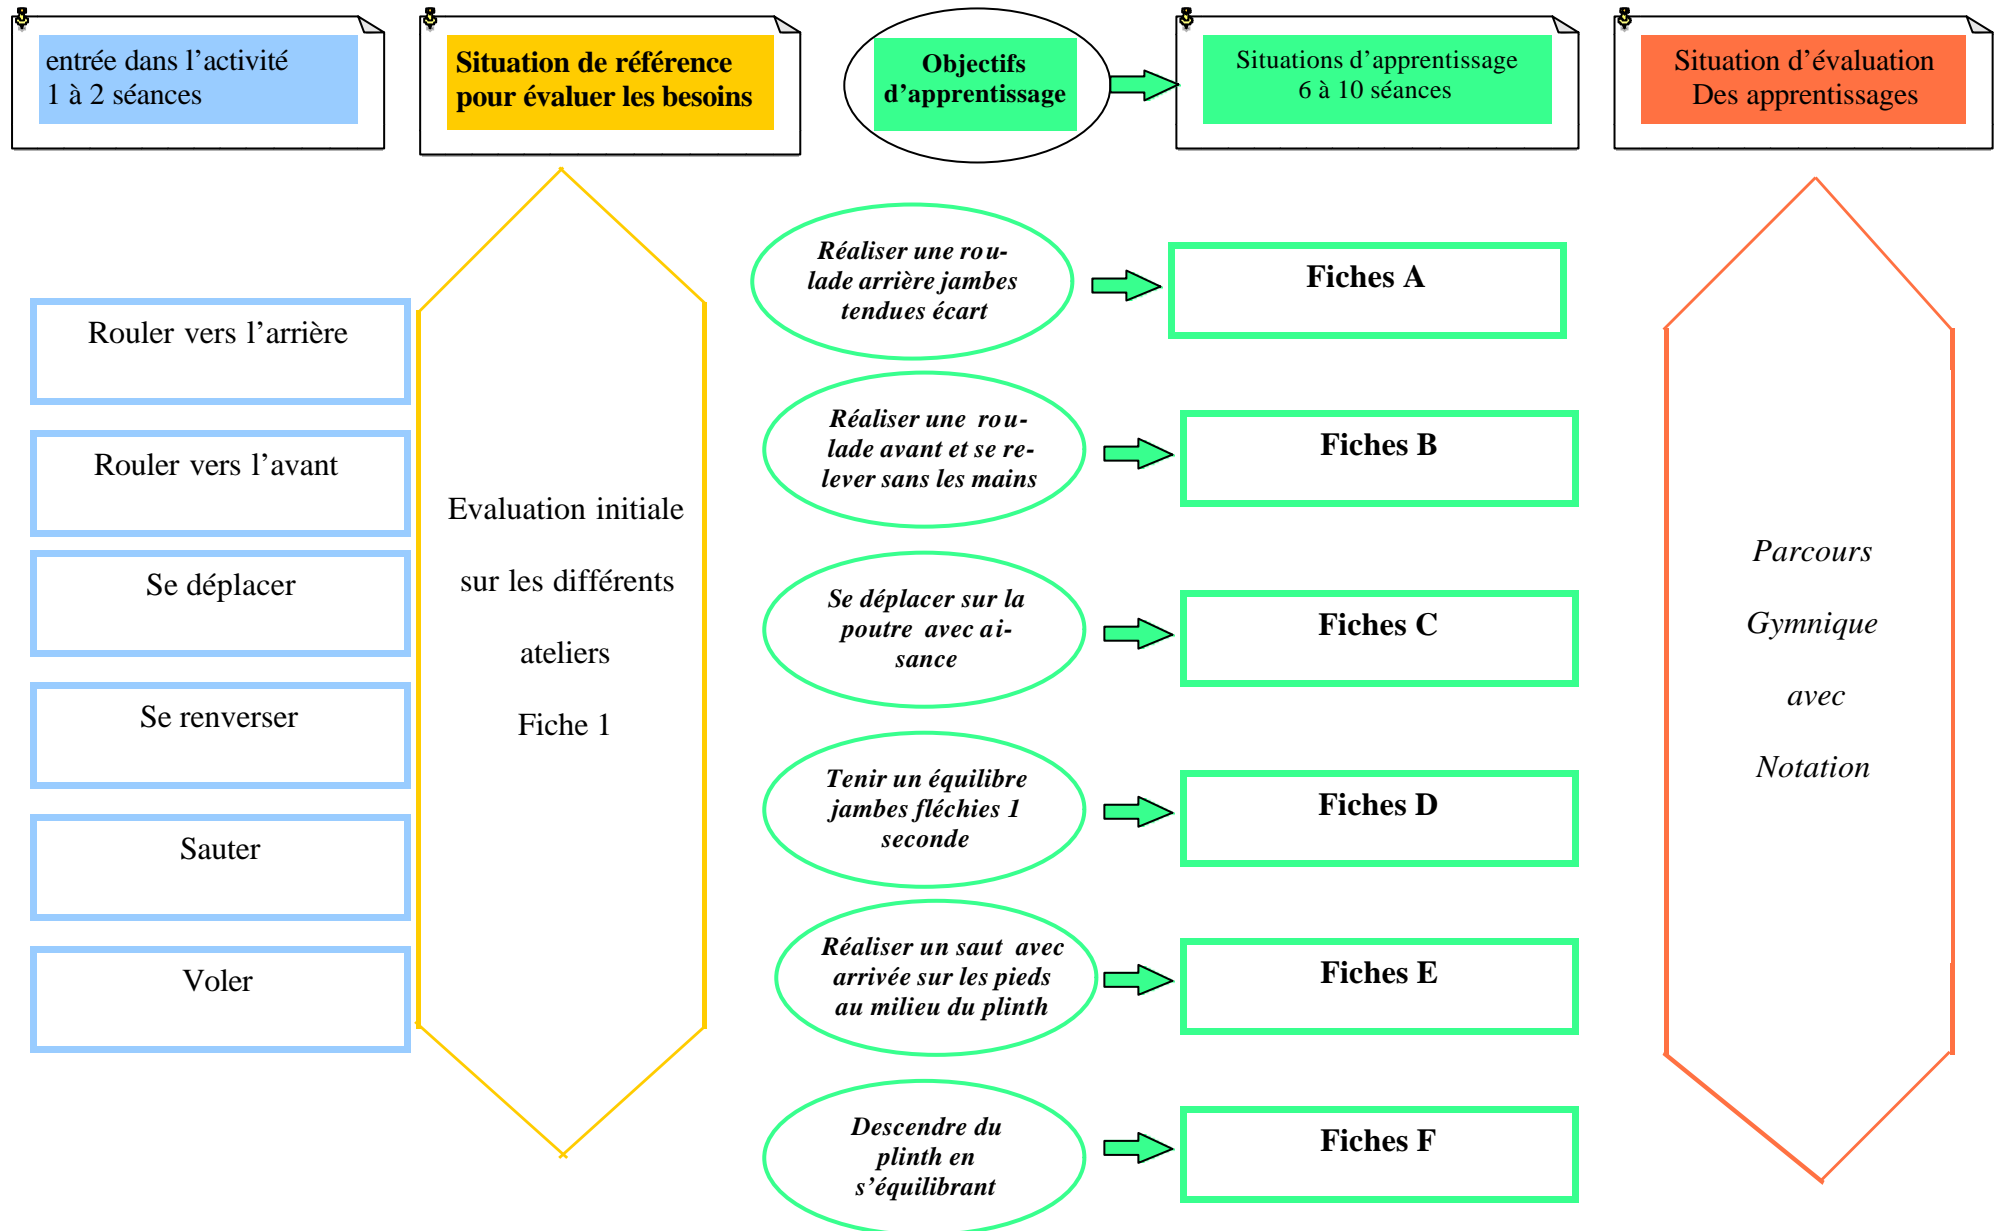 entrée dans l’activité
1 à 2 séances
Situation de référence
pour évaluer les besoins
Objectifs
d’apprentissage
Situations d’apprentissage
6 à 10 séances
Situation d’évaluation
Des apprentissages
Rouler vers l’arrière
Rouler vers l’avant
Se déplacer
Se renverser
Sauter
Voler
Evaluation initiale
sur les différents
ateliers
Fiche 1
Réaliser une rou-
lade arrière jambes
tendues écart
Fiches A
Réaliser une rou-
lade avant et se re-
lever sans les mains
Fiches B
Se déplacer sur la
poutre avec ai-
sance
Fiches C
Tenir un équilibre
jambes fléchies 1
seconde
Fiches D
Réaliser un saut avec
arrivée sur les pieds
au milieu du plinth
Fiches E
Descendre du
plinth en
s’équilibrant
Fiches F
Parcours
Gymnique
avec
Notation